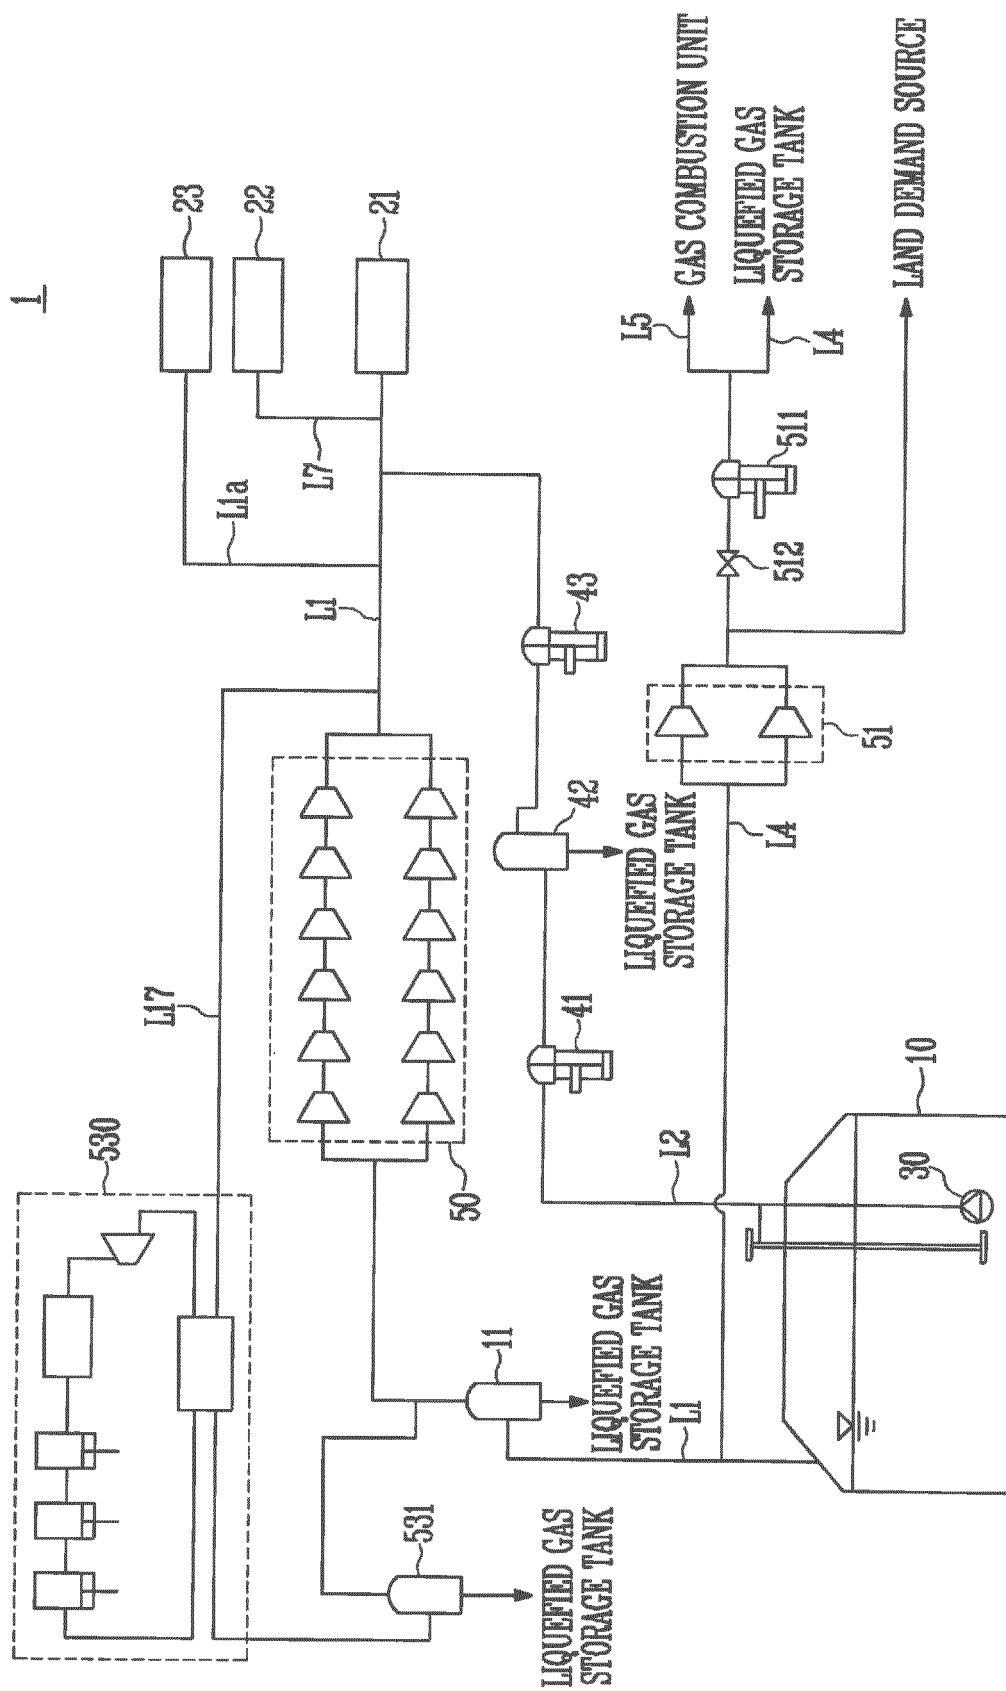 1
23
22
21
L1a
L7
L1
L17
530
50
43
42
LIQUEFIED GAS
STORAGE TANK
41
L2
GAS COMBUSTION UNIT
LIQUEFIED GAS
STORAGE TANK
LAND DEMAND SOURCE
L5
L4
511
512
51
L4
10
30
11
LIQUEFIED GAS
STORAGE TANK
L1
531
LIQUEFIED GAS
STORAGE TANK